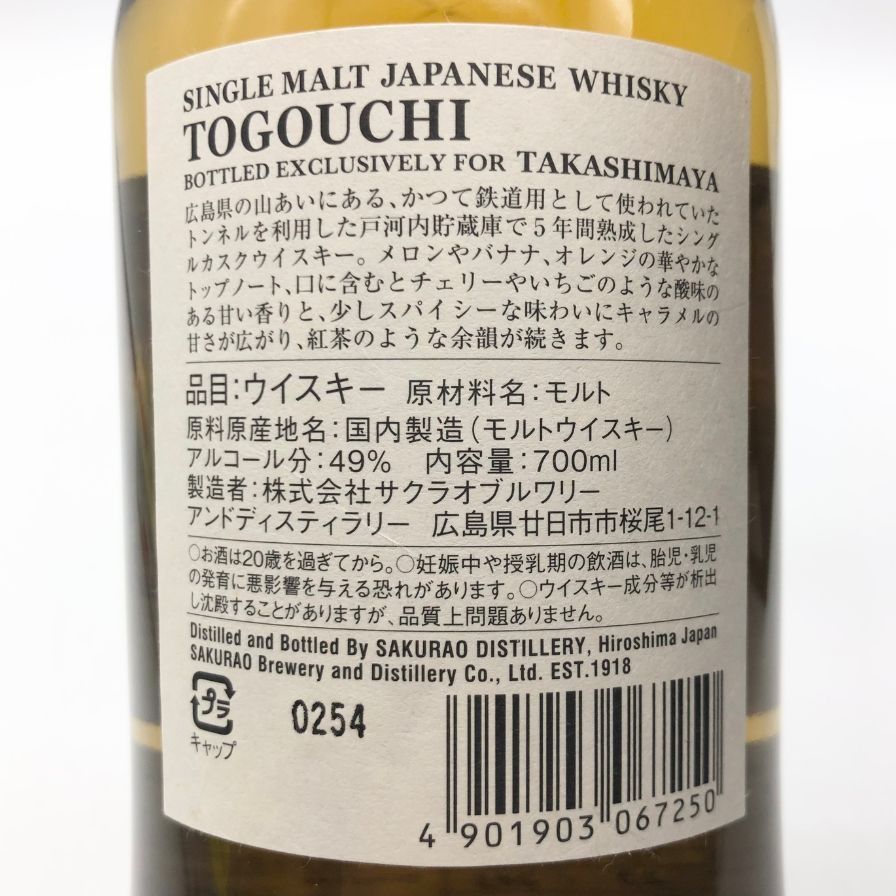 SINGLE MALT JAPANESE WHISKY
TOGOUCHI
BOTTLED EXCLUSIVELY FOR TAKASHIMAYA
広島県の山あいにある、かつて鉄道用として使われていた
トンネルを利用した戸河内貯蔵庫で5年間熟成したシング
ルカスクウイスキー。メロンやバナナ、オレンジの華やかな
トップノート、口に含むとチェリーやいちごのような酸味の
ある甘い香りと、少しスパイシーな味わいにキャラメルの
甘さが広がり、紅茶のような余韻が続きます。
品目:ウイスキー 原材料名:モルト
原料原産地名:国内製造(モルトウイスキー)
アルコール分:49% 内容量:700ml
製造者:株式会社サクラオブルワリー
アンドディスティラリー 広島県廿日市市桜尾1-12-1
○お酒は20歳を過ぎてから。○妊娠中や授乳期の飲酒は、胎児・乳児
の発育に悪影響を与える恐れがあります。○ウイスキー成分等が析出
し沈殿することがありますが、品質上問題ありません。
Distilled and Bottled By SAKURAO DISTILLERY, Hiroshima Japan
SAKURAO Brewery and Distillery Co., Ltd. EST.1918
プラ
キャップ
0254
4 901903 067250